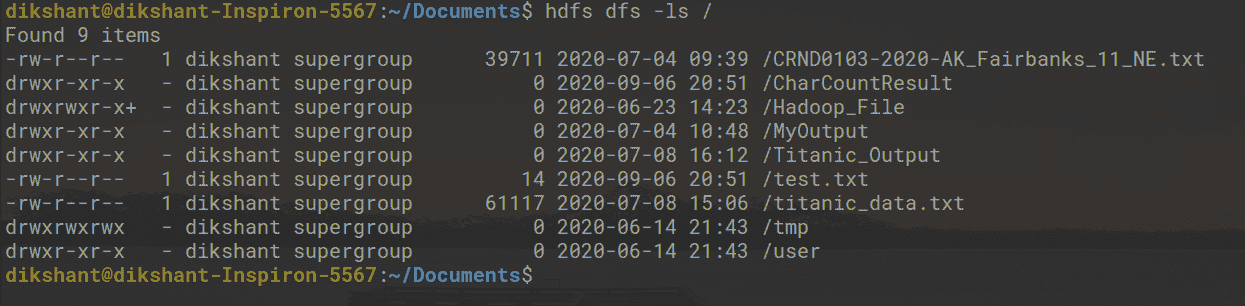 dikshant@dikshant-Inspiron-5567:~/Documents$ hdfs dfs -ls /
Found 9 items
-rw-r--r--   1 dikshant supergroup      39711 2020-07-04 09:39 /CRND0103-2020-AK_Fairbanks_11_NE.txt
drwxr-xr-x   - dikshant supergroup          0 2020-09-06 20:51 /CharCountResult
drwxrwxr-x+  - dikshant supergroup          0 2020-06-23 14:23 /Hadoop_File
drwxr-xr-x   - dikshant supergroup          0 2020-07-04 10:48 /MyOutput
drwxr-xr-x   - dikshant supergroup          0 2020-07-08 16:12 /Titanic_Output
-rw-r--r--   1 dikshant supergroup         14 2020-09-06 20:51 /test.txt
-rw-r--r--   1 dikshant supergroup      61117 2020-07-08 15:06 /titanic_data.txt
drwxrwxrwx   - dikshant supergroup          0 2020-06-14 21:43 /tmp
drwxr-xr-x   - dikshant supergroup          0 2020-06-14 21:43 /user
dikshant@dikshant-Inspiron-5567:~/Documents$